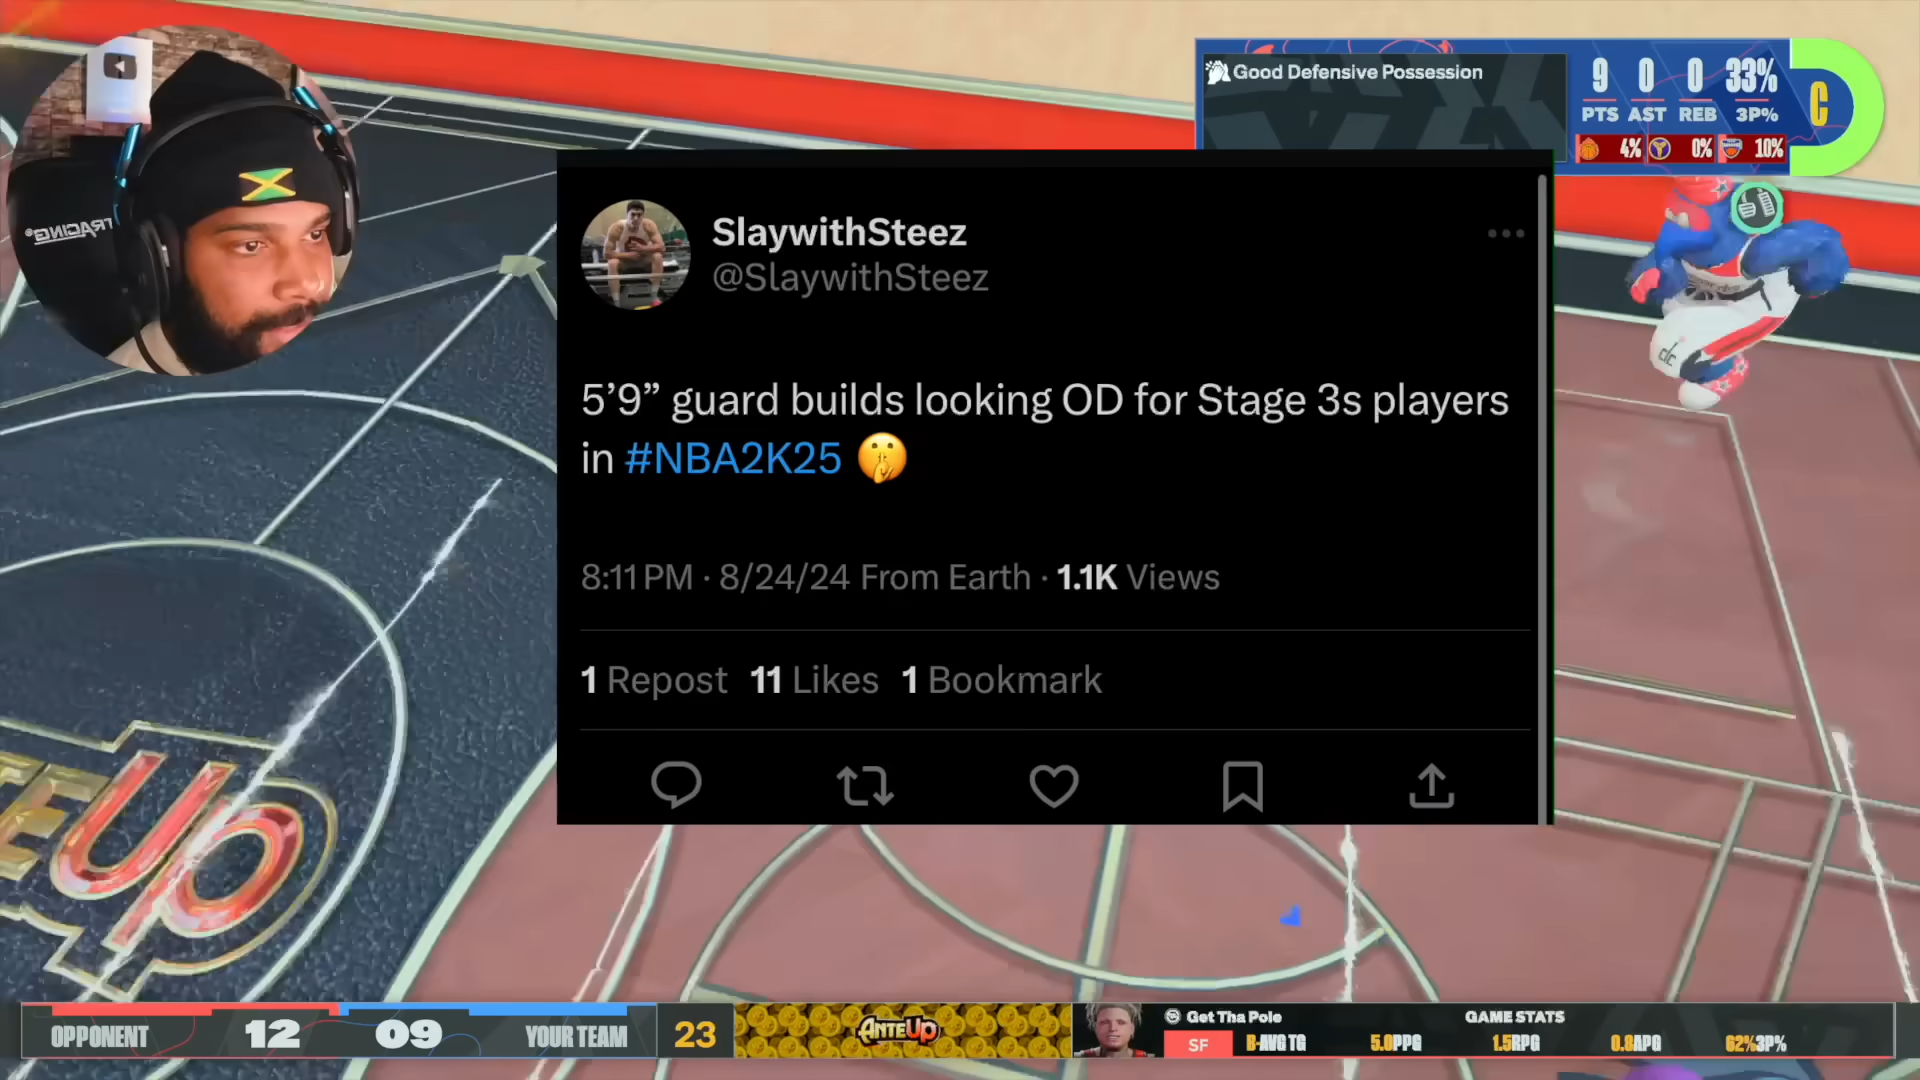 Good Defensive Possession
9 0 0 33%
PTS AST REB 3P%
4% 0% 10%
C
SlaywithSteez
@SlaywithSteez
5’9” guard builds looking OD for Stage 3s players
in #NBA2K25 🤫
8:11 PM · 8/24/24 From Earth · 1.1K Views
1 Repost 11 Likes 1 Bookmark
dc
Up
OPPONENT 12 09 YOUR TEAM 23 ANTEUP
Get Tha Polo GAME STATS
SF B- AVG TG 5.0PPG 1.5RPG 0.8APG 62%3P%